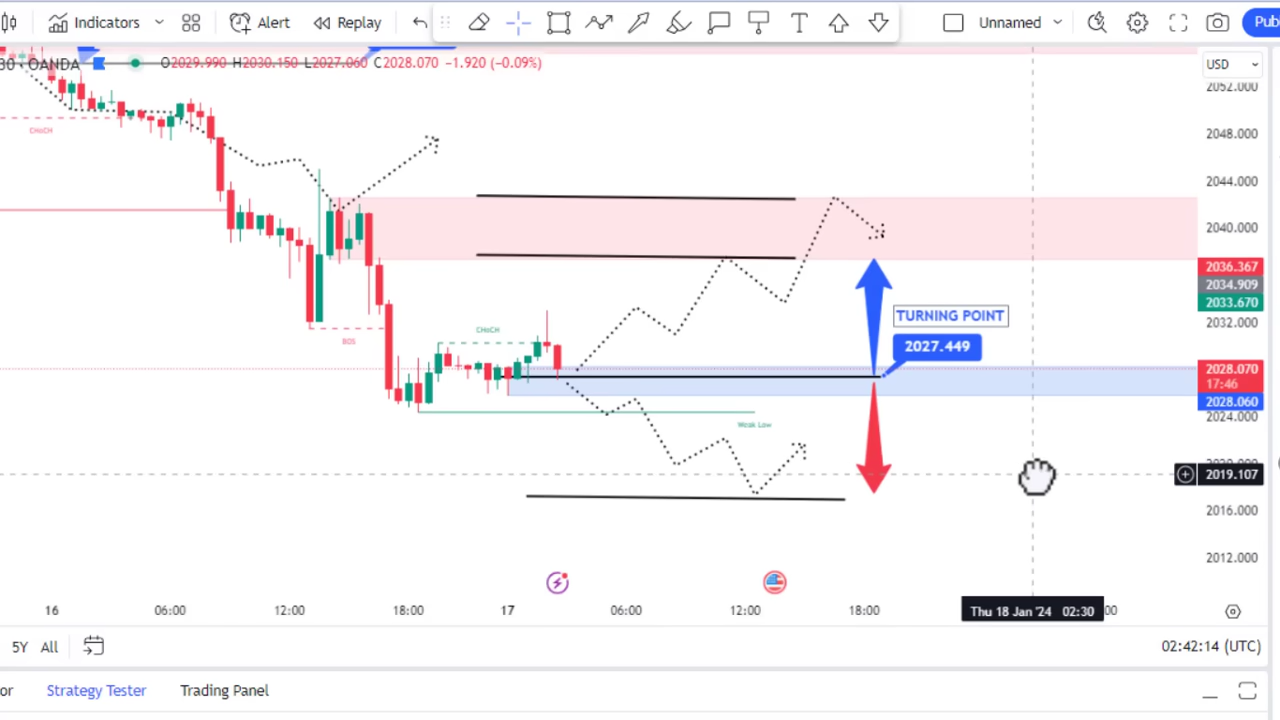 Indicators
Alert
Replay
Unnamed
30 · OANDA
O2029.990 H2030.150 L2027.060 C2028.070 −1.920 (−0.09%)
USD
2052.000
CHoCH
2048.000
2044.000
2040.000
2036.367
2034.909
2033.670
TURNING POINT
2032.000
CHoCH
BOS
2027.449
2028.070
17:46
2028.060
2024.000
Weak Low
2019.107
2016.000
2012.000
16
06:00
12:00
18:00
17
06:00
12:00
18:00
Thu 18 Jan '24 02:30
5Y
All
02:42:14 (UTC)
Strategy Tester
Trading Panel